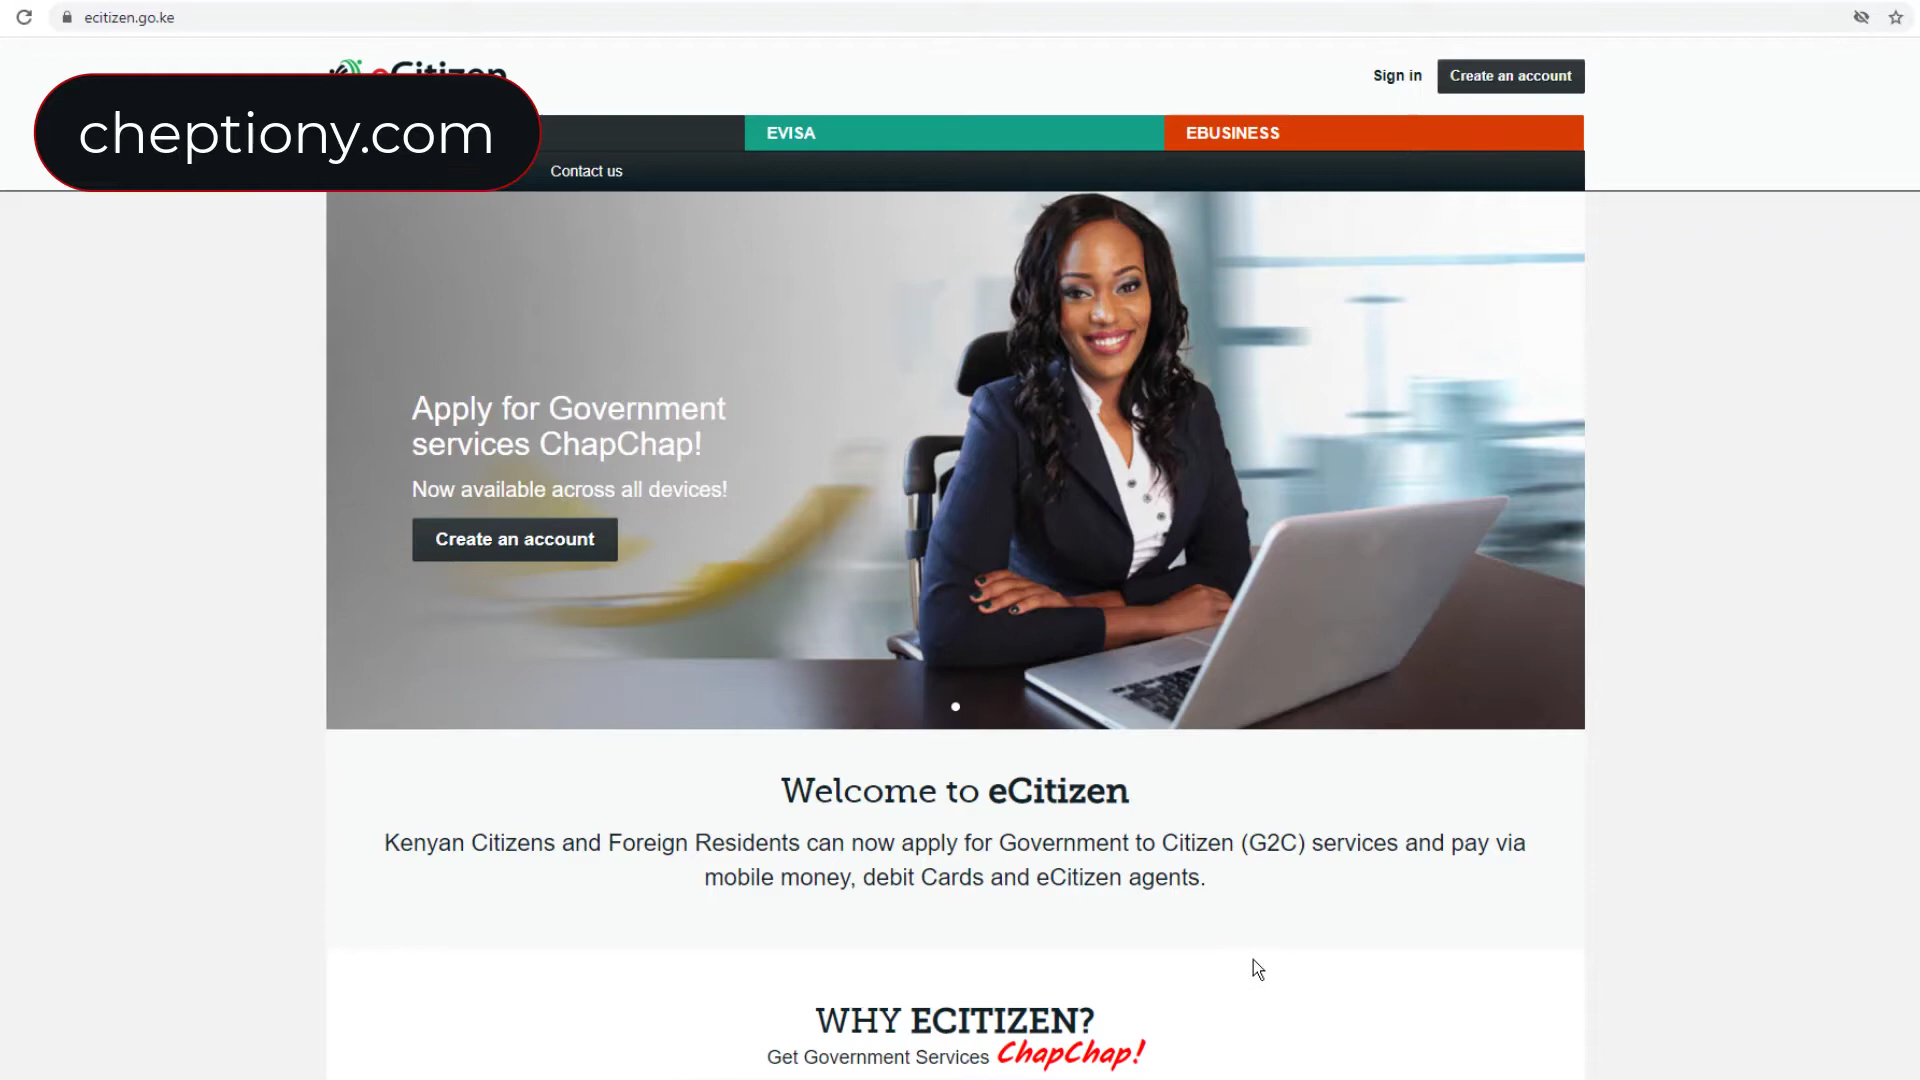 ecitizen.go.ke
eCitizen
Sign in
Create an account
cheptiony.com
EVISA
EBUSINESS
Contact us
Apply for Government
services ChapChap!
Now available across all devices!
Create an account
Welcome to eCitizen
Kenyan Citizens and Foreign Residents can now apply for Government to Citizen (G2C) services and pay via
mobile money, debit Cards and eCitizen agents.
WHY ECITIZEN?
Get Government Services ChapChap!